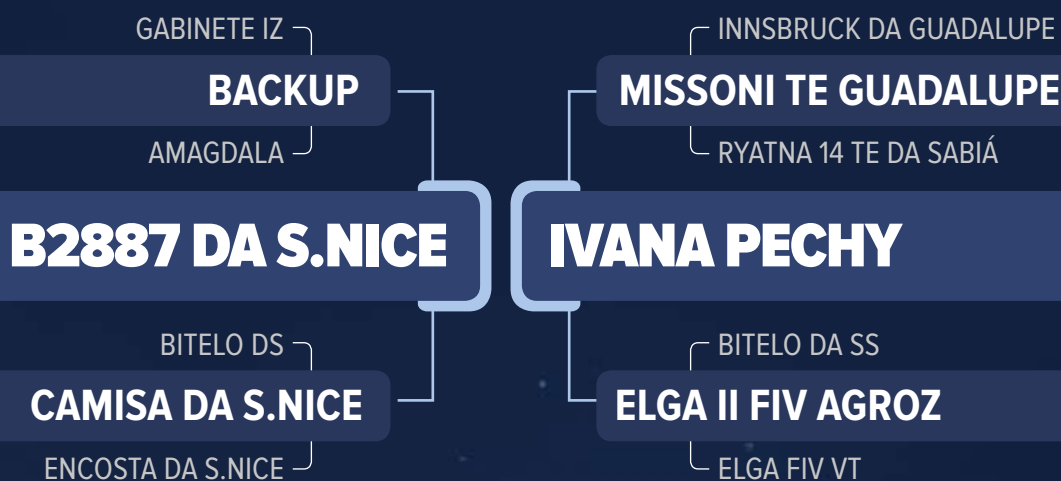 GABINETE IZ
BACKUP
AMAGDALA
B2887 DA S.NICE
BITELO DS
CAMISA DA S.NICE
ENCOSTA DA S.NICE
INNSBRUCK DA GUADALUPE
MISSONI TE GUADALUPE
RYATNA 14 TE DA SABIÁ
IVANA PECHY
BITELO DA SS
ELGA II FIV AGROZ
ELGA FIV VT